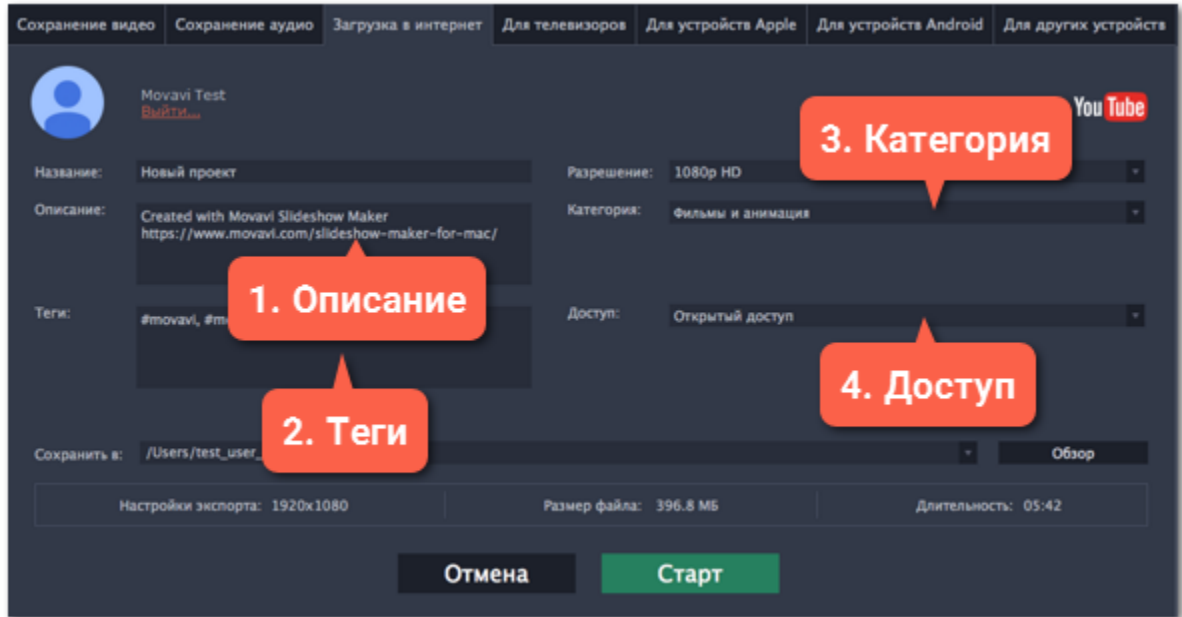 Сохранение видео Сохранение аудио Загрузка в интернет Для телевизоров Для устройств Apple Для устройств Android Для других устройств
Movavi Test
Выйти...
You Tube
3. Категория
Название: Новый проект
Разрешение: 1080p HD
Описание: Created with Movavi Slideshow Maker
https://www.movavi.com/slideshow-maker-for-mac/
Категория: Фильмы и анимация
1. Описание
Теги: #movavi,
Доступ: Открытый доступ
2. Теги
4. Доступ
Сохранить в: /Users/test_user_
Обзор
Настройки экспорта: 1920x1080 Размер файла: 396.8 МБ Длительность: 05:42
Отмена Старт